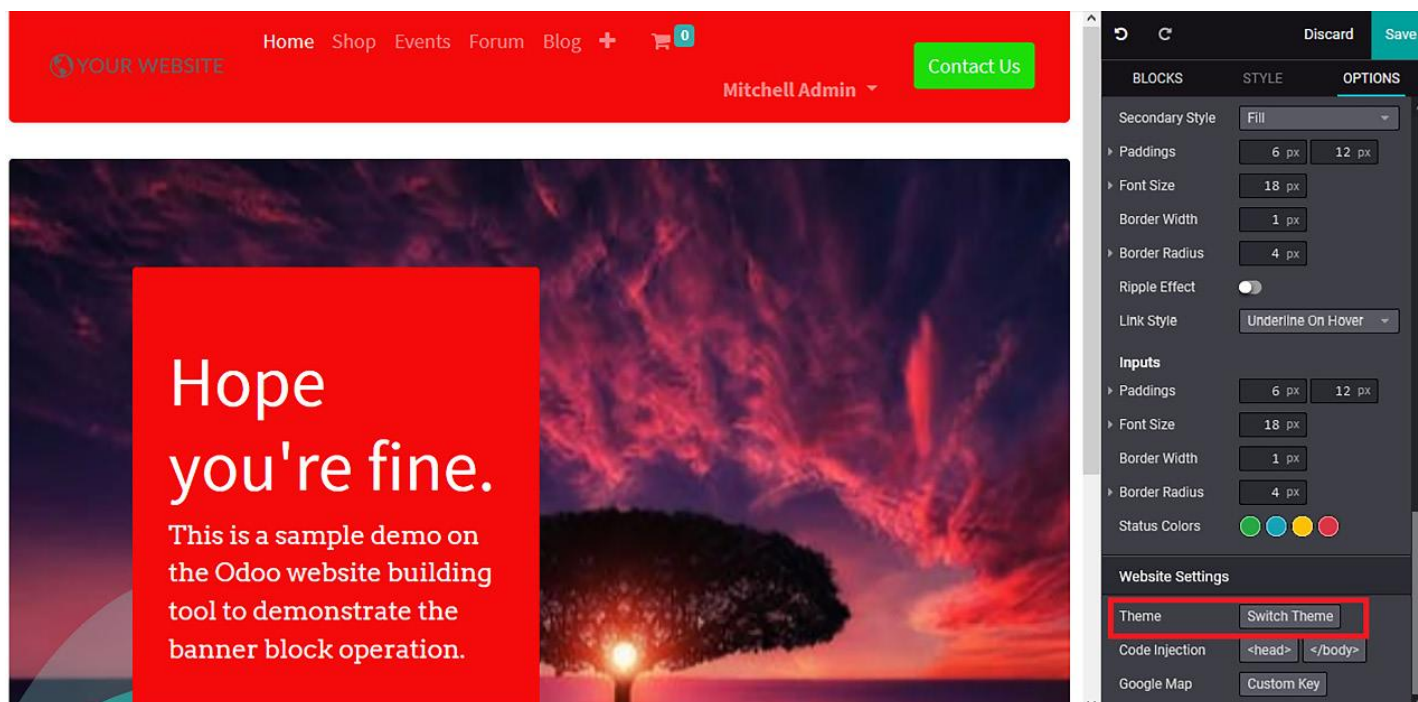 YOUR WEBSITE
Home Shop Events Forum Blog 0
Mitchell Admin
Contact Us
Hope
you're fine.
This is a sample demo on
the Odoo website building
tool to demonstrate the
banner block operation.
Discard Save
BLOCKS STYLE OPTIONS
Secondary Style Fill
Paddings 6 px 12 px
Font Size 18 px
Border Width 1 px
Border Radius 4 px
Ripple Effect
Link Style Underline On Hover
Inputs
Paddings 6 px 12 px
Font Size 18 px
Border Width 1 px
Border Radius 4 px
Status Colors
Website Settings
Theme Switch Theme
Code Injection <head> </body>
Google Map Custom Key